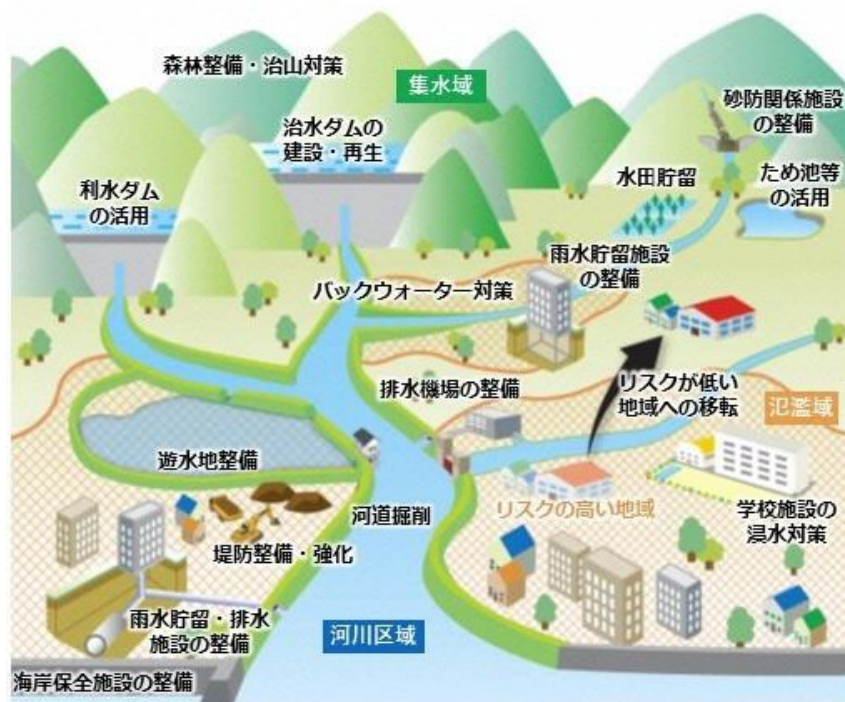 森林整備・治山対策
集水域
砂防関係施設
の整備
治水ダムの
建設・再生
水田貯留
ため池等
の活用
利水ダム
の活用
雨水貯留施設
の整備
バックウォーター対策
排水機場の整備
リスクが低い
地域への移転
氾濫域
遊水地整備
リスクの高い地域
学校施設の
浸水対策
河道掘削
堤防整備・強化
雨水貯留・排水
施設の整備
河川区域
海岸保全施設の整備